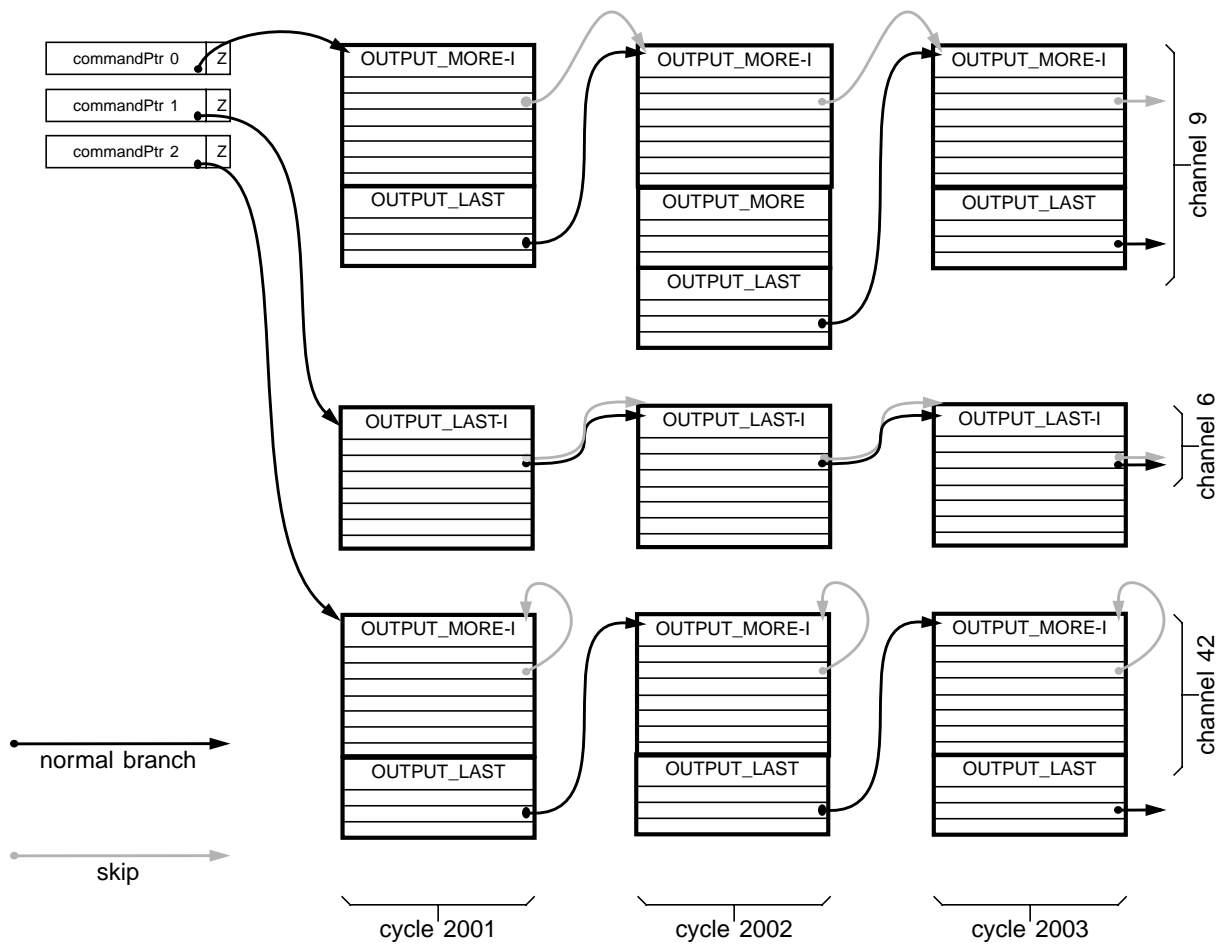 commandPtr 0 Z
commandPtr 1 Z
commandPtr 2 Z
OUTPUT_MORE-I
OUTPUT_MORE-I
OUTPUT_MORE-I
OUTPUT_LAST
OUTPUT_MORE
OUTPUT_LAST
OUTPUT_LAST
channel 9
OUTPUT_LAST-I
OUTPUT_LAST-I
OUTPUT_LAST-I
channel 6
OUTPUT_MORE-I
OUTPUT_MORE-I
OUTPUT_MORE-I
OUTPUT_LAST
OUTPUT_LAST
OUTPUT_LAST
channel 42
normal branch
skip
cycle 2001
cycle 2002
cycle 2003